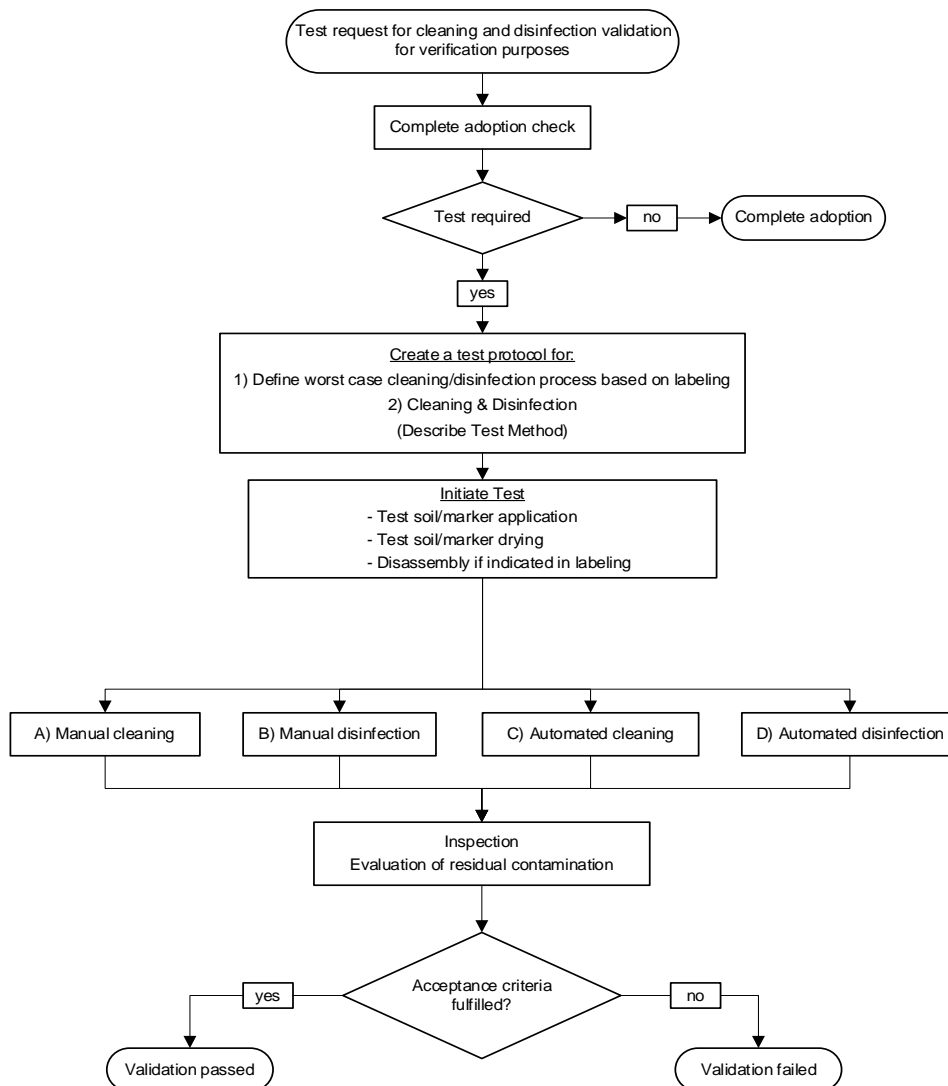 Test request for cleaning and disinfection validation
for verification purposes
Complete adoption check
Test required
no
Complete adoption
yes
Create a test protocol for:
1) Define worst case cleaning/disinfection process based on labeling
2) Cleaning & Disinfection
(Describe Test Method)
Initiate Test
- Test soil/marker application
- Test soil/marker drying
- Disassembly if indicated in labeling
A) Manual cleaning
B) Manual disinfection
C) Automated cleaning
D) Automated disinfection
Inspection
Evaluation of residual contamination
Acceptance criteria
fulfilled?
yes
no
Validation passed
Validation failed